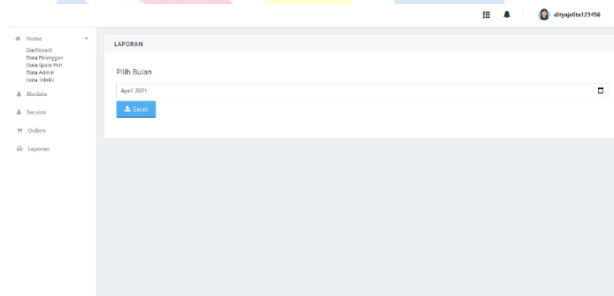 dityajelita123456
Home
Dashboard
Data Pelanggan
Data Spare Part
Data Admin
Data Teknisi
Biodata
Service
Orders
Laporan
LAPORAN
Pilih Bulan
April 2021
Excel